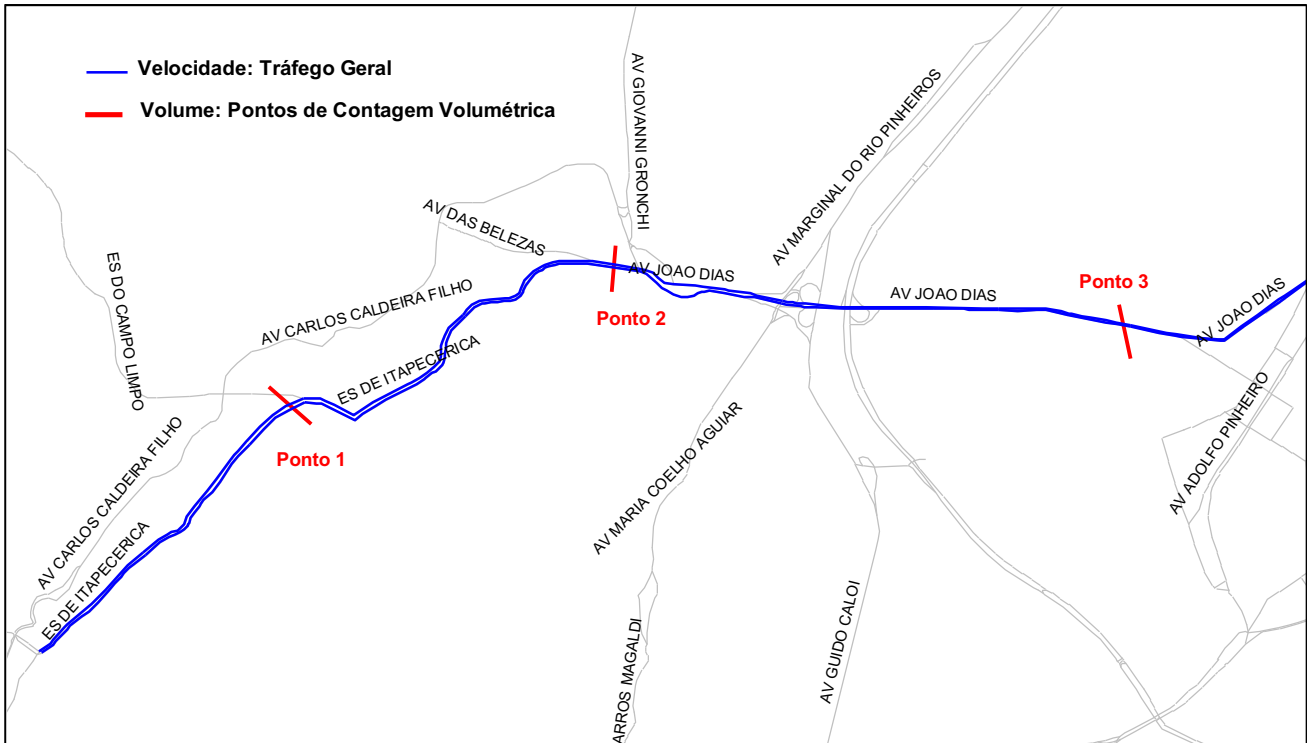 Velocidade: Tráfego Geral
Volume: Pontos de Contagem Volumétrica
AV GIOVANNI GRONCHI
AV MARGINAL DO RIO PINHEIROS
AV DAS BELEZAS
AV JOAO DIAS
Ponto 2
AV JOAO DIAS
Ponto 3
AV JOAO DIAS
ES DO CAMPO LIMPO
AV CARLOS CALDEIRA FILHO
ES DE ITAPECERICA
Ponto 1
AV CARLOS CALDEIRA FILHO
ES DE ITAPECERICA
AV MARIA COELHO AGUIAR
AV ADOLFO PINHEIRO
AV GUIDO CALOI
ARROS MAGALDI